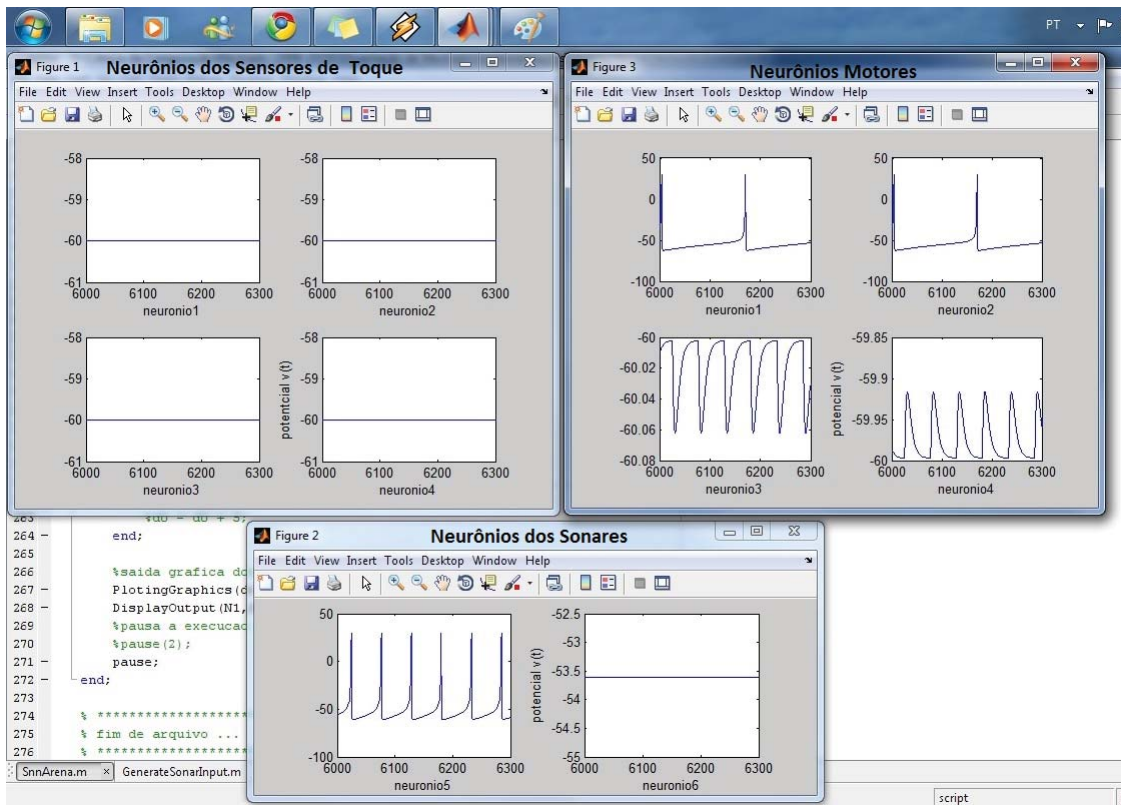 PT
Figure 1
Neurônios dos Sensores de Toque
File Edit View Insert Tools Desktop Window Help
-58
-59
-60
-61
6000 6100 6200 6300
neuronio1
-58
-59
-60
-61
6000 6100 6200 6300
neuronio2
-58
-59
-60
-61
6000 6100 6200 6300
neuronio3
potentcial v(t)
-58
-59
-60
-61
6000 6100 6200 6300
neuronio4
Figure 3
Neurônios Motores
File Edit View Insert Tools Desktop Window Help
50
0
-50
-100
6000 6100 6200 6300
neuronio1
50
0
-50
-100
6000 6100 6200 6300
neuronio2
-60
-60.02
-60.04
-60.06
-60.08
6000 6100 6200 6300
neuronio3
potencial v(t)
-59.85
-59.9
-59.95
-60
6000 6100 6200 6300
neuronio4
Figure 2
Neurônios dos Sonares
File Edit View Insert Tools Desktop Window Help
50
0
-50
-100
6000 6100 6200 6300
neuronio5
potencial v(t)
-52.5
-53
-53.5
-54
-54.5
-55
6000 6100 6200 6300
neuronio6
264 - end;
265
266 %saida grafica do
267 - PlotingGraphics(d
268 - DisplayOutput(N1,
269 %pausa a execucao
270 %pause(2);
271 - pause;
272 - end;
273
274 % ********************
275 % fim de arquivo ...
276 % ********************
SnnArena.m × GenerateSonarInput.m
script